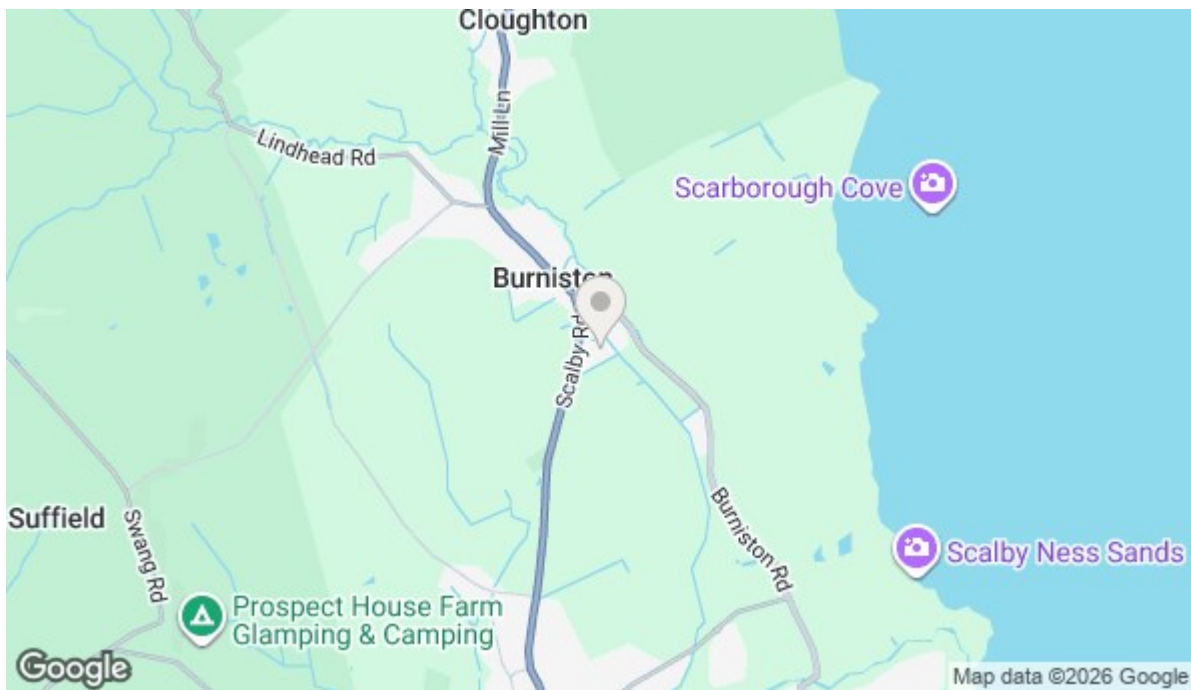 Cloughton
Mill Ln
Lindhead Rd
Scarborough Cove
Burniston
Scalby Rd
Suffield
Swang Rd
Burniston Rd
Scalby Ness Sands
Prospect House Farm
Glamping & Camping
Google
Map data ©2026 Google